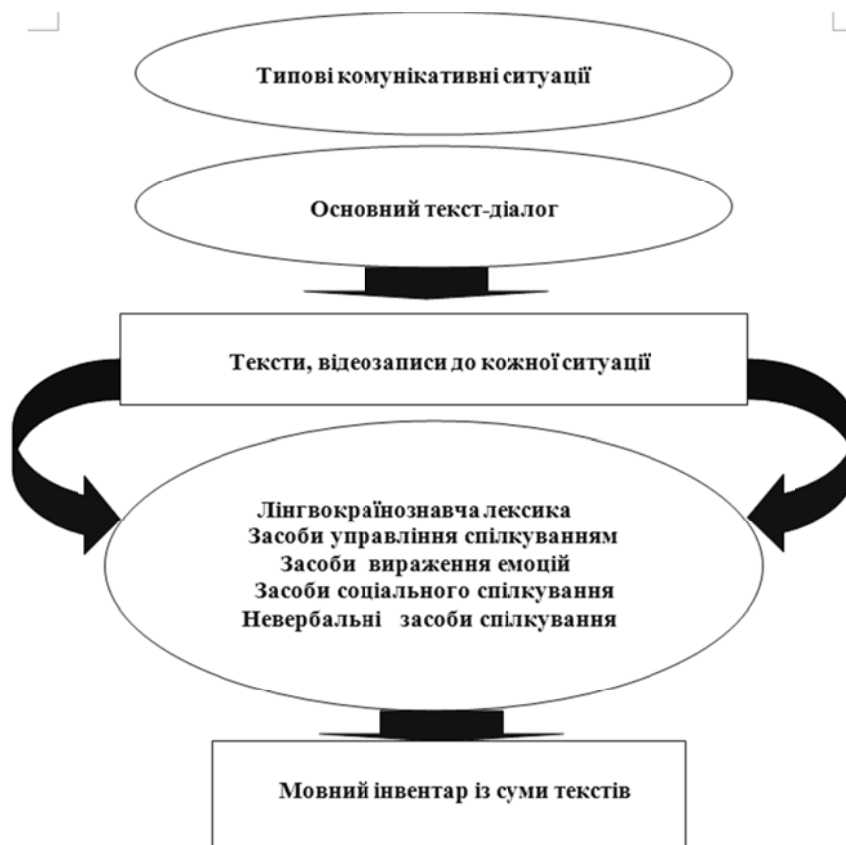 Типові комунікативні ситуації
Основний текст-діалог
Тексти, відеозаписи до кожної ситуації
Лінгвокраїнознавча лексика
Засоби управління спілкуванням
Засоби вираження емоцій
Засоби соціального спілкування
Невербальні засоби спілкування
Мовний інвентар із суми текстів